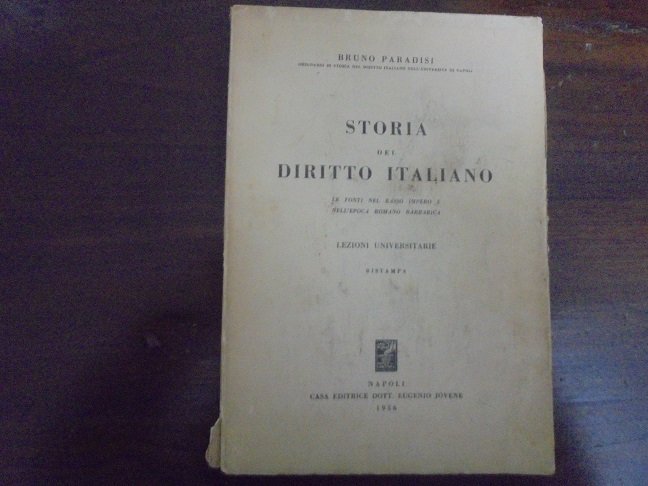 BRUNO PARADISI
ORDINARIO DI STORIA DEL DIRITTO ITALIANO NELL'UNIVERSITÀ DI NAPOLI
STORIA
DEL
DIRITTO ITALIANO
LE FONTI NEL BASSO IMPERO E
NELL'EPOCA ROMANO BARBARICA
LEZIONI UNIVERSITARIE
RISTAMPA
NAPOLI
CASA EDITRICE DOTT. EUGENIO JOVENE
1956